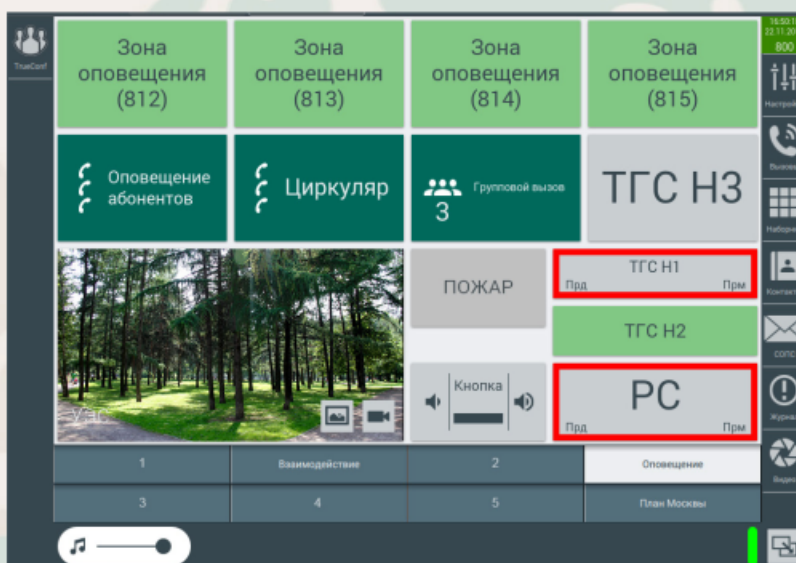 TrueConf
Зона
оповещения
(812)
Зона
оповещения
(813)
Зона
оповещения
(814)
Зона
оповещения
(815)
800
Оповещение
абонентов
Циркуляр
Групповой вызов
3
ТГС Н3
ПОЖАР
ТГС Н1
Прд
Прм
ТГС Н2
Кнопка
РС
Прд
Прм
СОПС
1
Взаимодействие
2
Оповещение
3
4
5
План Москвы